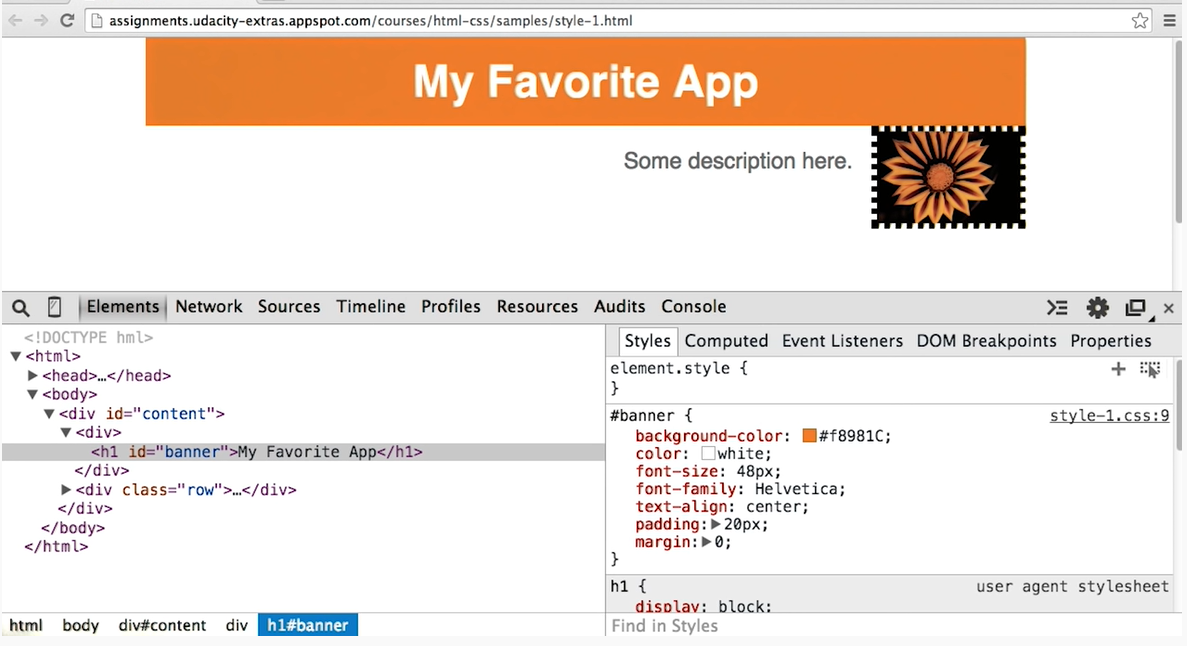 assignments.udacity-extras.appspot.com/courses/html-css/samples/style-1.html
My Favorite App
Some description here.
Elements Network Sources Timeline Profiles Resources Audits Console
<!DOCTYPE hml>
▼<html>
▶<head>…</head>
▼<body>
▼<div id="content">
▼<div>
<h1 id="banner">My Favorite App</h1>
</div>
▶<div class="row">…</div>
</div>
</body>
</html>
html body div#content div h1#banner
Styles Computed Event Listeners DOM Breakpoints Properties
element.style {
}
#banner { style-1.css:9
background-color: #f8981C;
color: white;
font-size: 48px;
font-family: Helvetica;
text-align: center;
padding:▶20px;
margin:▶0;
}
h1 { user agent stylesheet
display: block;
Find in Styles